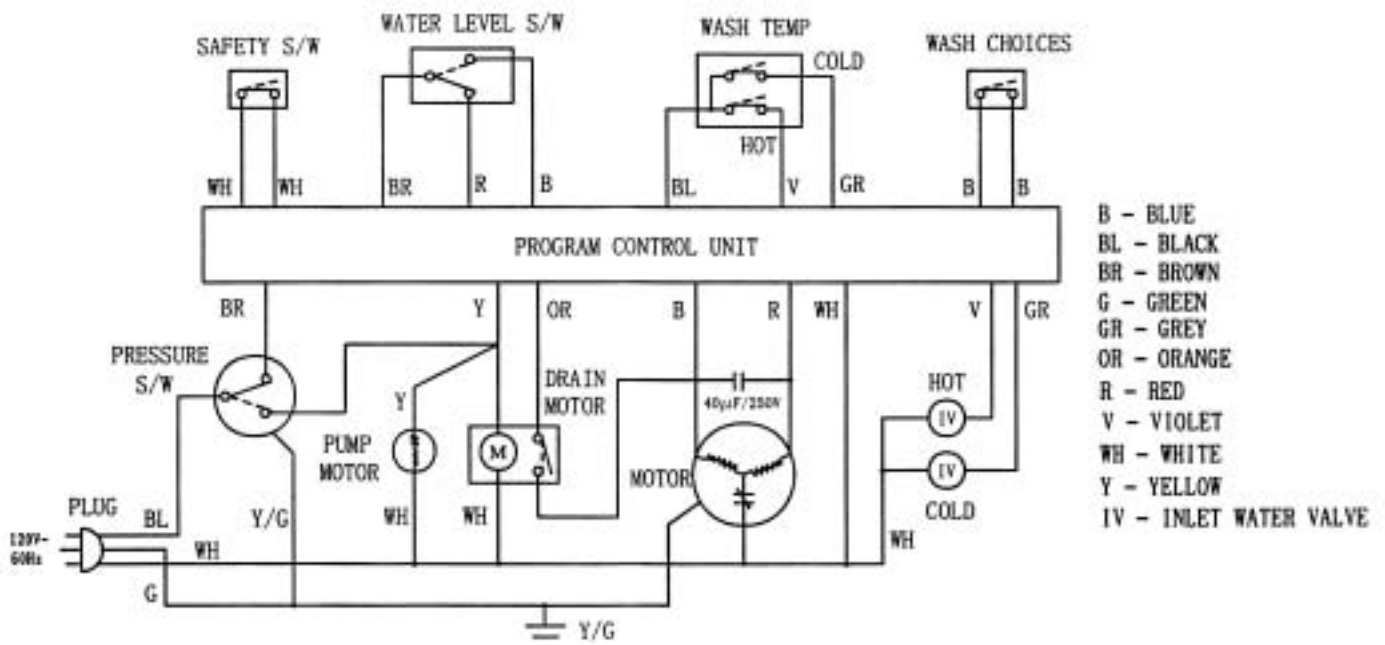 WATER LEVEL S/W
WASH TEMP
SAFETY S/W
WASH CHOICES
COLD
HOT
WH WH BR R B BL V GR B B
PROGRAM CONTROL UNIT
BR Y OR B R WH V GR
PRESSURE
S/W
DRAIN
MOTOR
40μμF/250V
HOT
IV
Y
PUMP
MOTOR
M
MOTOR
IV
COLD
PLUG
BL
Y/G
WH
WH
WH
120V~
60Hz
WH
G
Y/G
B - BLUE
BL - BLACK
BR - BROWN
G - GREEN
GR - GREY
OR - ORANGE
R - RED
V - VIOLET
WH - WHITE
Y - YELLOW
IV - INLET WATER VALVE